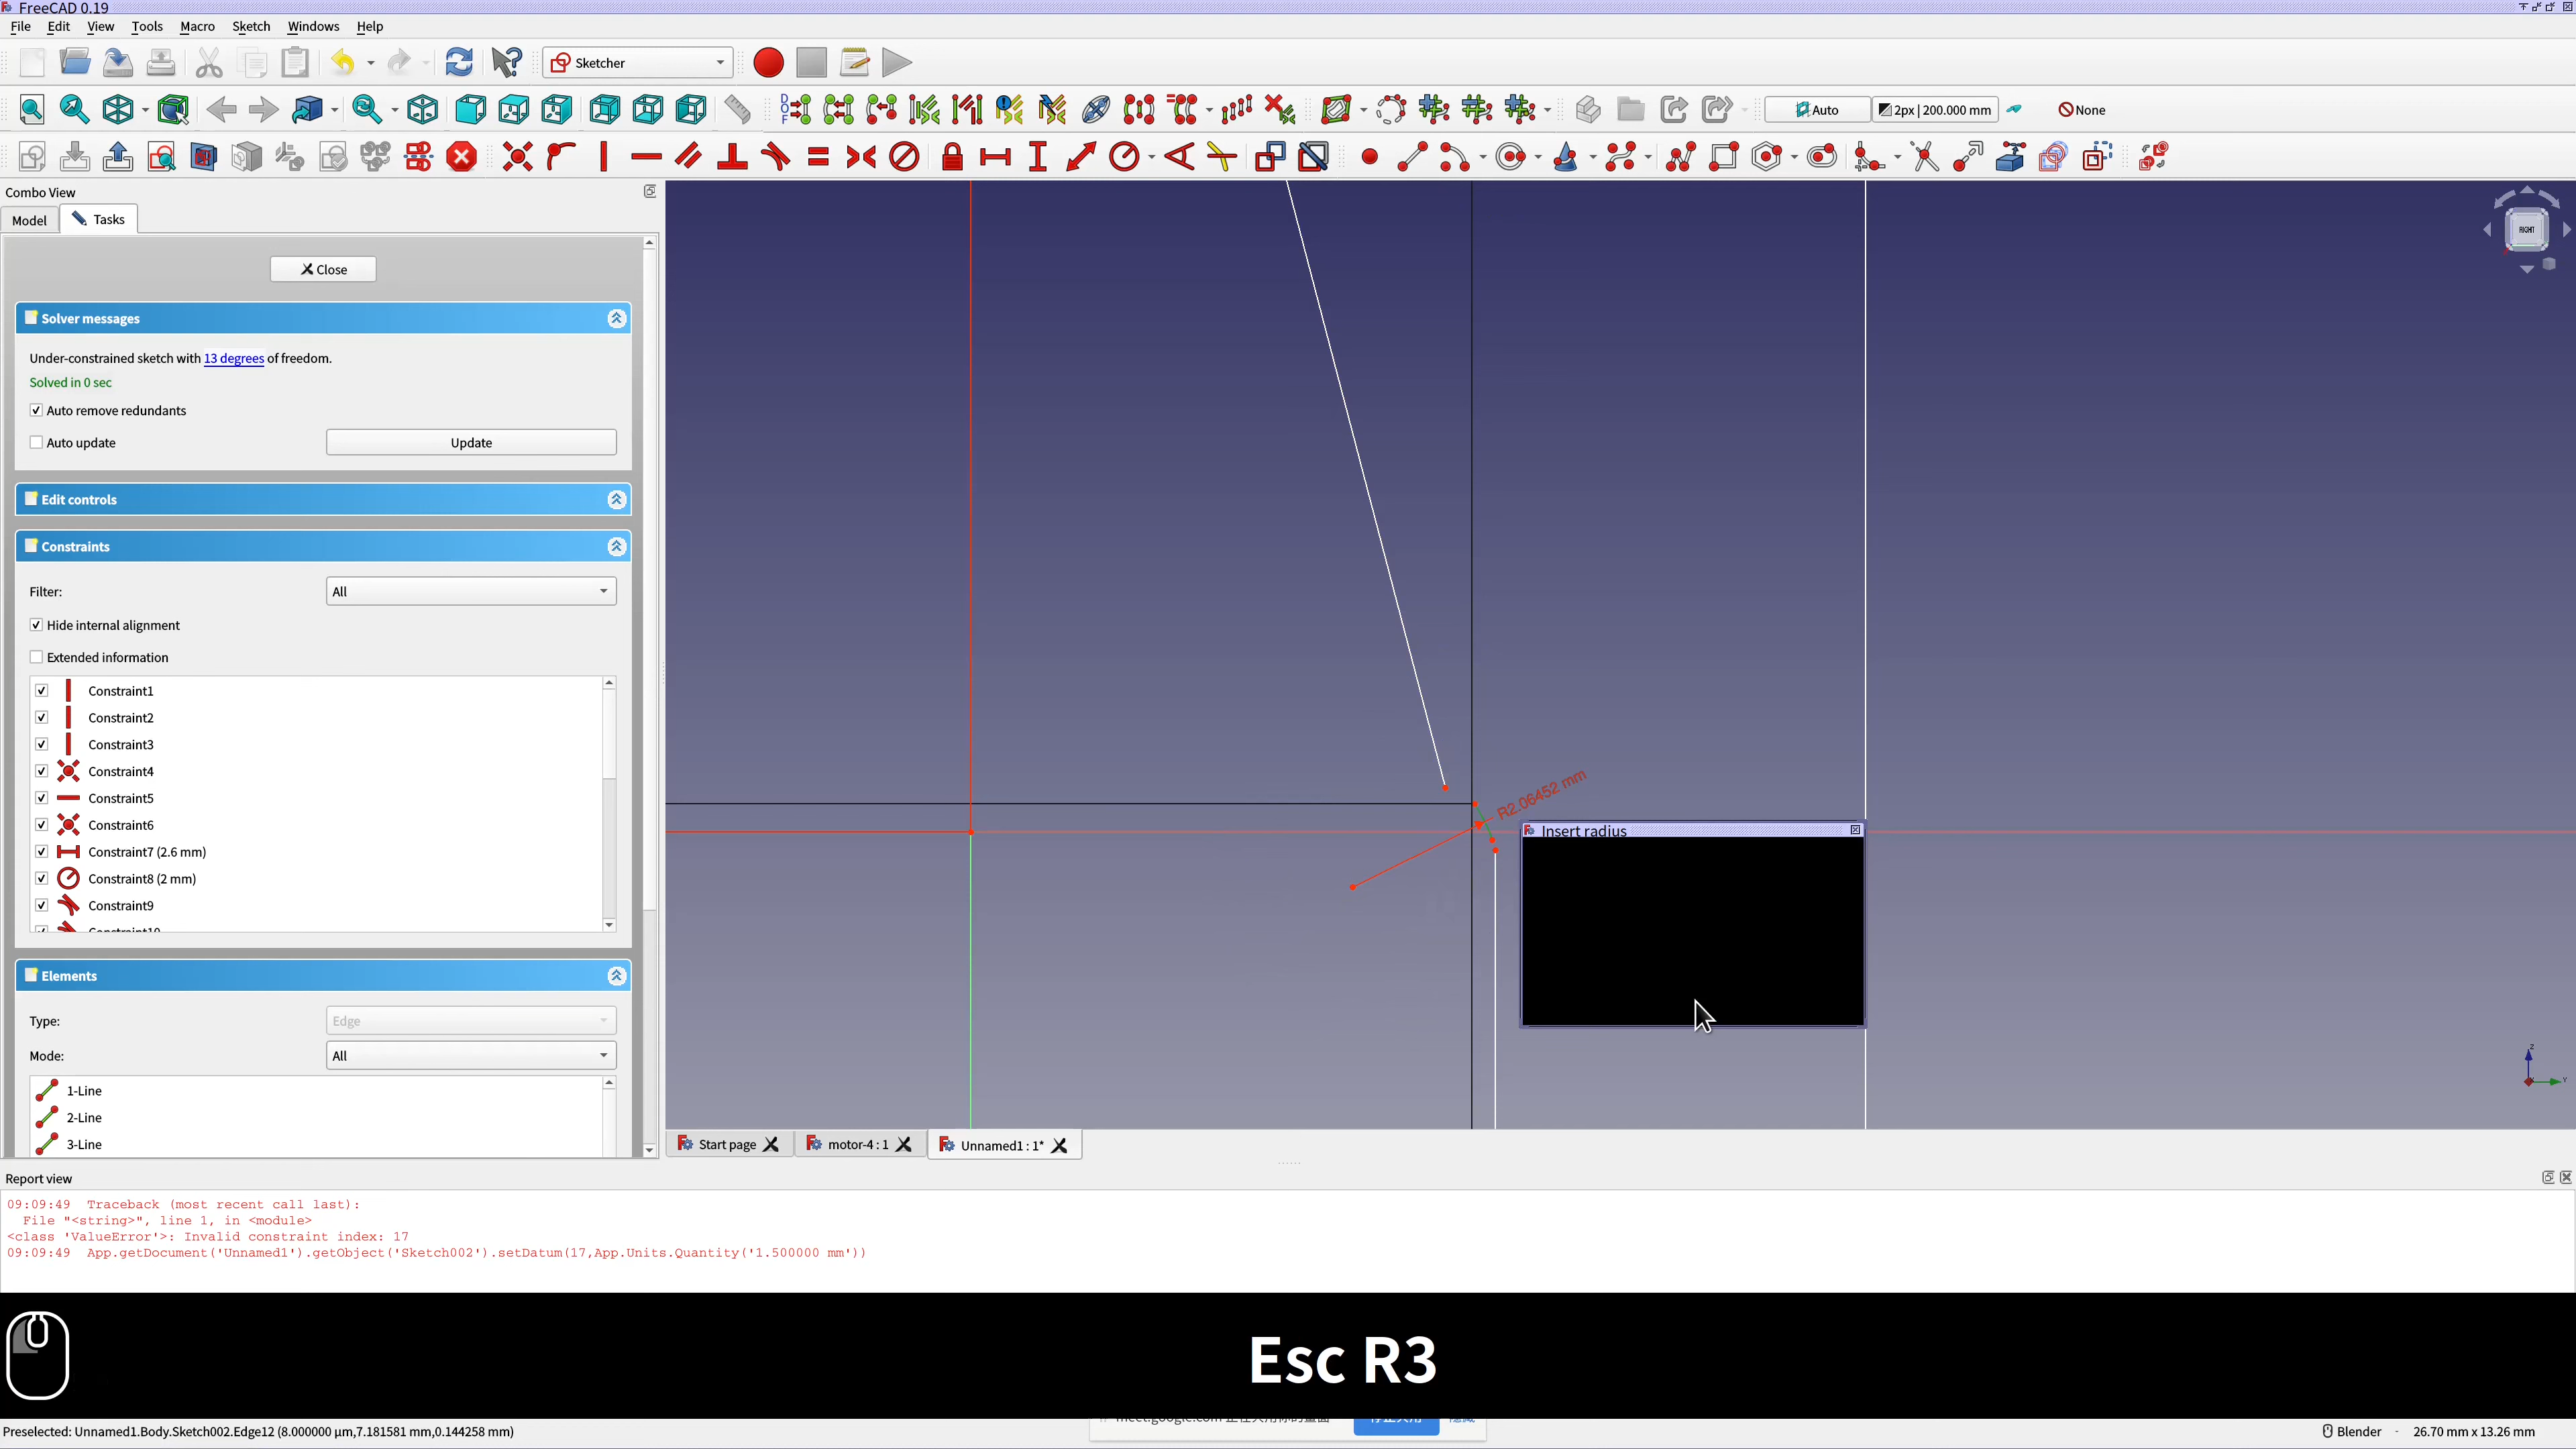 FreeCAD 0.19
File Edit View Tools Macro Sketch Windows Help
Sketcher
Auto 2px | 200.000 mm None
Combo View
Model Tasks
Close
Solver messages
Under-constrained sketch with 13 degrees of freedom.
Solved in 0 sec
Auto remove redundants
Auto update Update
Edit controls
Constraints
Filter: All
Hide internal alignment
Extended information
Constraint1
Constraint2
Constraint3
Constraint4
Constraint5
Constraint6
Constraint7 (2.6 mm)
Constraint8 (2 mm)
Constraint9
Constraint10
Elements
Type: Edge
Mode: All
1-Line
2-Line
3-Line
RIGHT
R2.06452 mm
Insert radius
Z
Y
Start page motor-4 : 1 Unnamed1 : 1*
Report view
09:09:49 Traceback (most recent call last):
File "<string>", line 1, in <module>
<class 'ValueError'>: Invalid constraint index: 17
09:09:49 App.getDocument('Unnamed1').getObject('Sketch002').setDatum(17,App.Units.Quantity('1.500000 mm'))
Esc R3
Preselected: Unnamed1.Body.Sketch002.Edge12 (8.000000 µm,7.181581 mm,0.144258 mm)
Blender - 26.70 mm x 13.26 mm